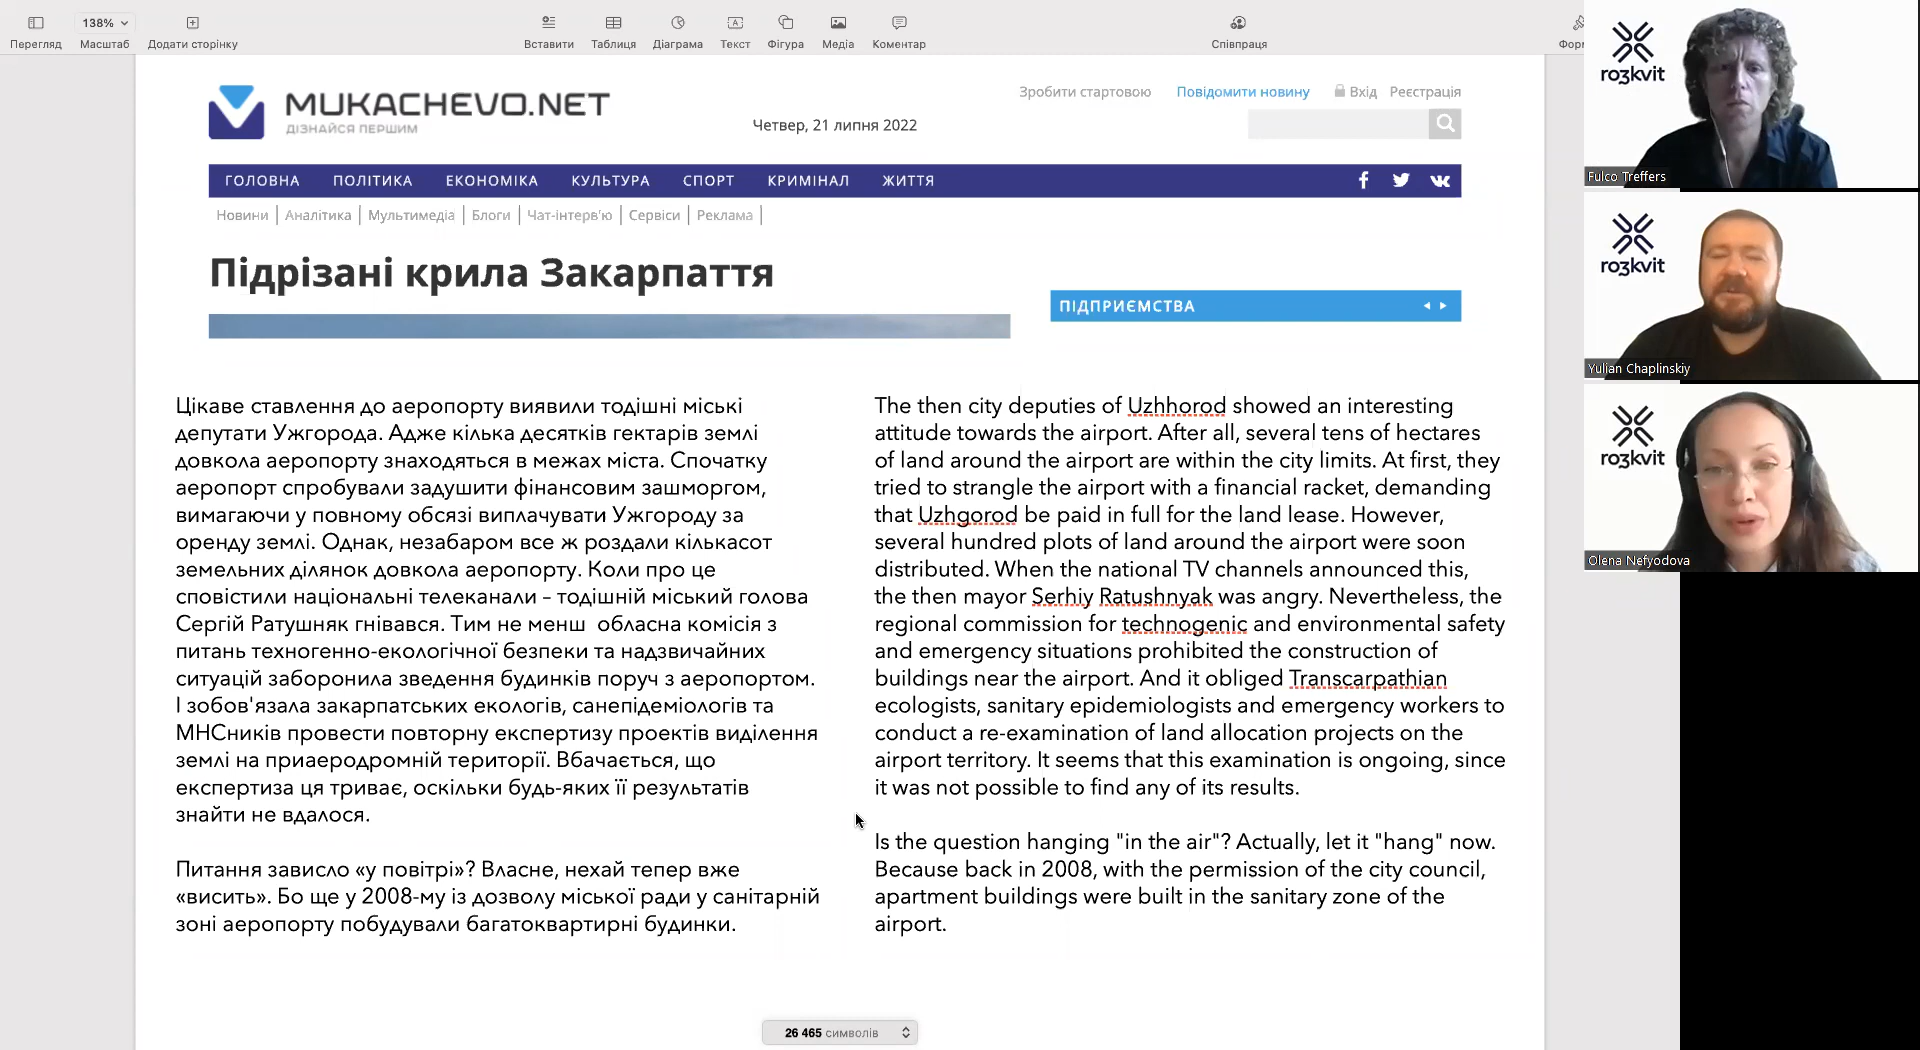 138%
Перегляд
Масштаб
Додати сторінку
Вставити
Таблиця
Діаграма
Текст
Фігура
Медіа
Коментар
Співпраця
MUKACHEVO.NET
ДІЗНАЙСЯ ПЕРШИМ
Четвер, 21 липня 2022
Зробити стартовою
Повідомити новину
Вхід
Реєстрація
ГОЛОВНА ПОЛІТИКА ЕКОНОМІКА КУЛЬТУРА СПОРТ КРИМІНАЛ ЖИТТЯ
Новини | Аналітика | Мультимедіа | Блоги | Чат-інтерв'ю | Сервіси | Реклама |
Підрізані крила Закарпаття
ПІДПРИЄМСТВА
Цікаве ставлення до аеропорту виявили тодішні міські
депутати Ужгорода. Адже кілька десятків гектарів землі
довкола аеропорту знаходяться в межах міста. Спочатку
аеропорт спробували задушити фінансовим зашморгом,
вимагаючи у повному обсязі виплачувати Ужгороду за
оренду землі. Однак, незабаром все ж роздали кількасот
земельних ділянок довкола аеропорту. Коли про це
сповістили національні телеканали – тодішній міський голова
Сергій Ратушняк гнівався. Тим не менш  обласна комісія з
питань техногенно-екологічної безпеки та надзвичайних
ситуацій заборонила зведення будинків поруч з аеропортом.
І зобов'язала закарпатських екологів, санепідеміологів та
МНСників провести повторну експертизу проектів виділення
землі на приаеродромній території. Вбачається, що
експертиза ця триває, оскільки будь-яких її результатів
знайти не вдалося.
Питання зависло «у повітрі»? Власне, нехай тепер вже
«висить». Бо ще у 2008-му із дозволу міської ради у санітарній
зоні аеропорту побудували багатоквартирні будинки.
The then city deputies of Uzhhorod showed an interesting
attitude towards the airport. After all, several tens of hectares
of land around the airport are within the city limits. At first, they
tried to strangle the airport with a financial racket, demanding
that Uzhgorod be paid in full for the land lease. However,
several hundred plots of land around the airport were soon
distributed. When the national TV channels announced this,
the then mayor Serhiy Ratushnyak was angry. Nevertheless, the
regional commission for technogenic and environmental safety
and emergency situations prohibited the construction of
buildings near the airport. And it obliged Transcarpathian
ecologists, sanitary epidemiologists and emergency workers to
conduct a re-examination of land allocation projects on the
airport territory. It seems that this examination is ongoing, since
it was not possible to find any of its results.
Is the question hanging "in the air"? Actually, let it "hang" now.
Because back in 2008, with the permission of the city council,
apartment buildings were built in the sanitary zone of the
airport.
26 465 символів
ro3kvit
Fulco Treffers
ro3kvit
Yulian Chaplinskiy
ro3kvit
Olena Nefyodova